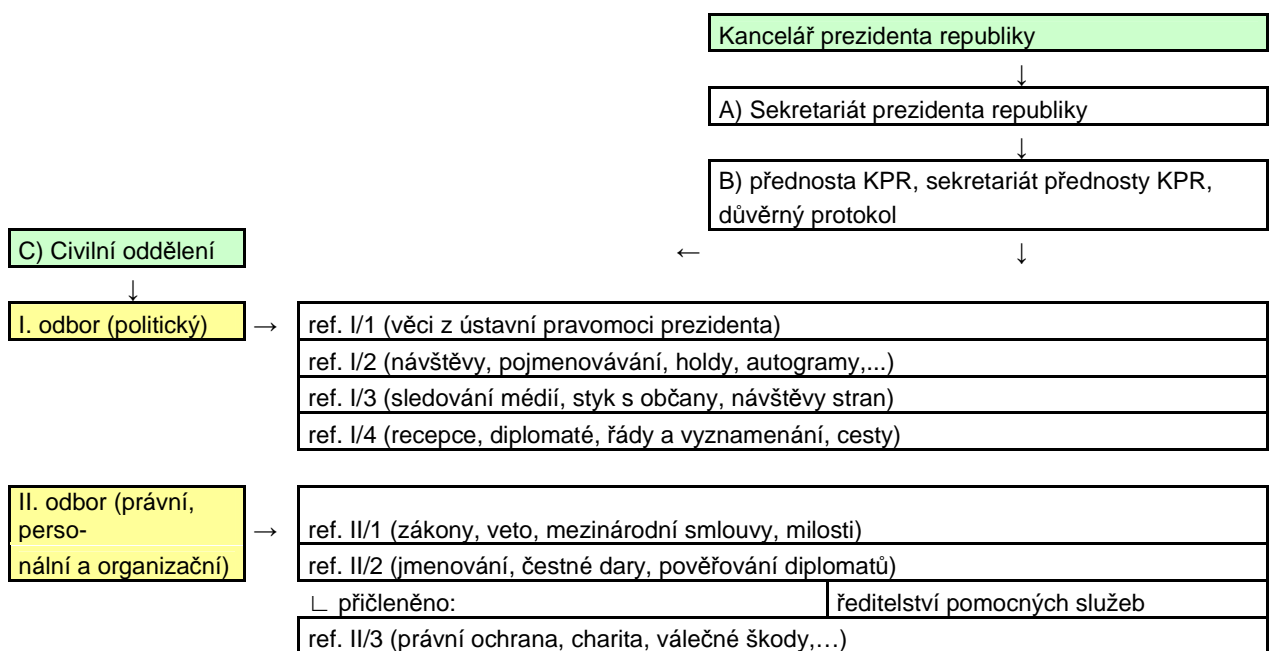 Kancelář prezidenta republiky
↓
A) Sekretariát prezidenta republiky
↓
B) přednosta KPR, sekretariát přednosty KPR,
důvěrný protokol
C) Civilní oddělení ← ↓
↓
I. odbor (politický) → ref. I/1 (věci z ústavní pravomoci prezidenta)
ref. I/2 (návštěvy, pojmenovávání, holdy, autogramy,...)
ref. I/3 (sledování médií, styk s občany, návštěvy stran)
ref. I/4 (recepce, diplomaté, řády a vyznamenání, cesty)
II. odbor (právní,
perso- → ref. II/1 (zákony, veto, mezinárodní smlouvy, milosti)
nální a organizační) ref. II/2 (jmenování, čestné dary, pověřování diplomatů)
∟ přičleněno: ředitelství pomocných služeb
ref. II/3 (právní ochrana, charita, válečné škody,…)